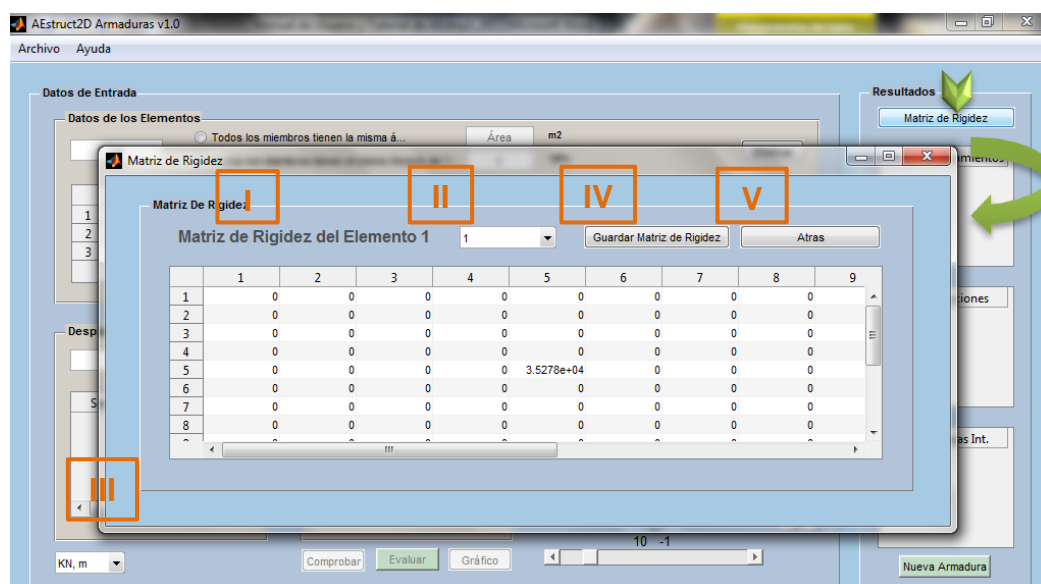 AEstruct2D Armaduras v1.0
Archivo Ayuda
Datos de Entrada
Resultados
Datos de los Elementos
Matriz de Rigidez
Todos los miembros tienen la misma á...
Área
m2
Matriz de Rigidez
I II IV V
Matriz De Rigidez
Matriz de Rigidez del Elemento 1
1
Guardar Matriz de Rigidez
Atras
1 2 3 4 5 6 7 8 9
1 0 0 0 0 0 0 0 0
2 0 0 0 0 0 0 0 0
3 0 0 0 0 0 0 0 0
4 0 0 0 0 0 0 0 0
5 0 0 0 0 3.5278e+04 0 0 0
6 0 0 0 0 0 0 0 0
7 0 0 0 0 0 0 0 0
8 0 0 0 0 0 0 0 0
1
2
3
Desp
S
III
10 -1
KN, m
Comprobar
Evaluar
Gráfico
Nueva Armadura